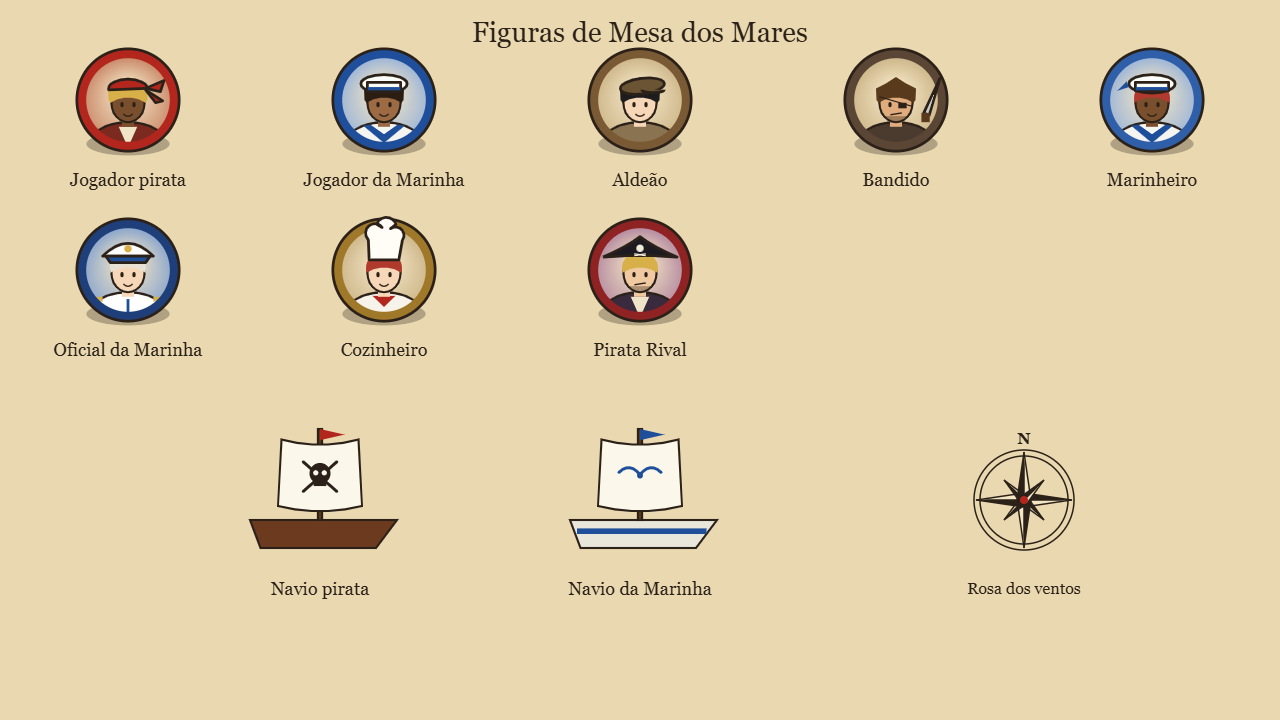 Figuras de Mesa dos Mares
Jogador pirata
Jogador da Marinha
Aldeão
Bandido
Marinheiro
Oficial da Marinha
Cozinheiro
Pirata Rival
N
Navio pirata
Navio da Marinha
Rosa dos ventos